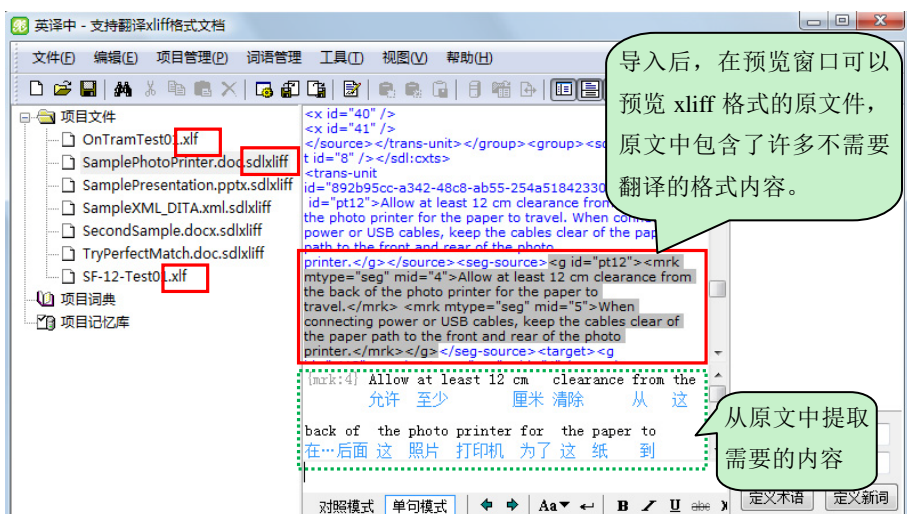 英译中 - 支持翻译xliff格式文档
文件(F) 编辑(E) 项目管理(P) 词语管理 工具(T) 视图(V) 帮助(H)
项目文件
OnTramTest01.xlf
SamplePhotoPrinter.doc.sdlxliff
SamplePresentation.pptx.sdlxliff
SampleXML_DITA.xml.sdlxliff
SecondSample.docx.sdlxliff
TryPerfectMatch.doc.sdlxliff
SF-12-Test01.xlf
项目词典
项目记忆库
<x id="40" />
<x id="41" />
</source></trans-unit></group><group><s
t id="8" /></sdl:cxts>
<trans-unit
id="892b95cc-a342-48c8-ab55-254a51842330
id="pt12">Allow at least 12 cm clearance from
the photo printer for the paper to travel. When connec
power or USB cables, keep the cables clear of the pap
path to the front and rear of the photo
printer.</g></source><seg-source><g id="pt12"><mrk
mtype="seg" mid="4">Allow at least 12 cm clearance from
the back of the photo printer for the paper to
travel.</mrk> <mrk mtype="seg" mid="5">When
connecting power or USB cables, keep the cables clear of
the paper path to the front and rear of the photo
printer.</mrk></g></seg-source><target><g
导入后，在预览窗口可以
预览 xliff 格式的原文件，
原文中包含了许多不需要
翻译的格式内容。
[mrk:4] Allow at least 12 cm clearance from the
允许 至少 厘米 清除 从 这
back of the photo printer for the paper to
在…后面 这 照片 打印机 为了 这 纸 到
从原文中提取
需要的内容
对照模式 单句模式 Aa B I U abc
定义术语 定义新词